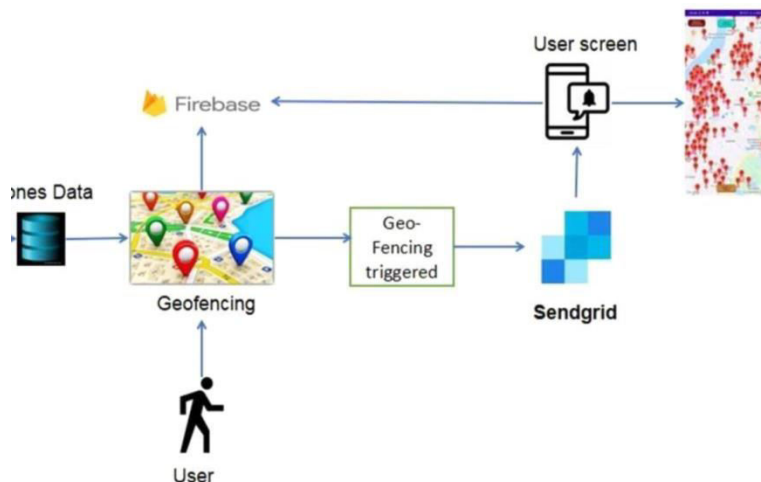 User screen
Firebase
ones Data
Geo-
Fencing
triggered
Geofencing
Sendgrid
User